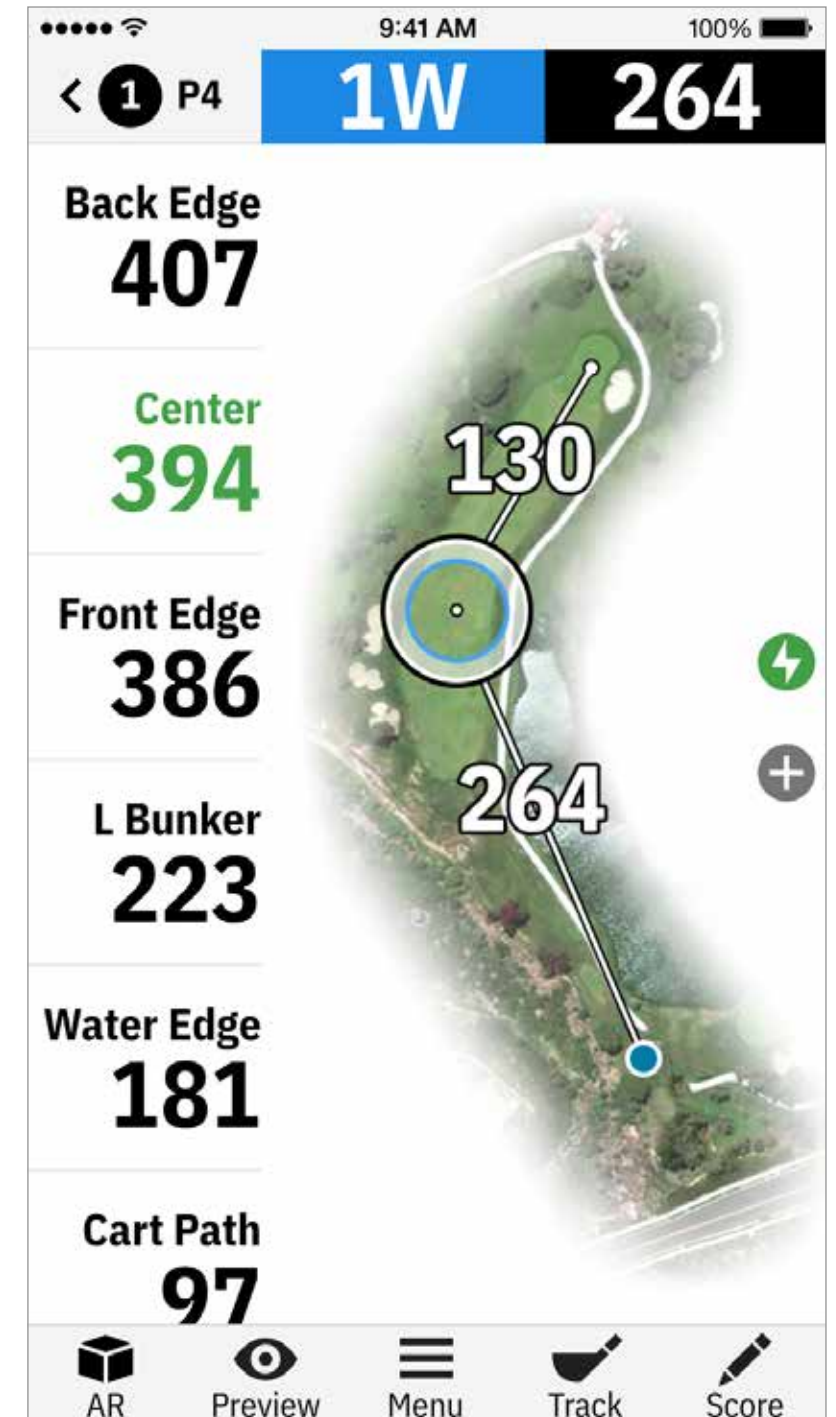 9:41 AM 100%
1 P4 1W 264
Back Edge
407
Center
394
130
Front Edge
386
264
L Bunker
223
Water Edge
181
Cart Path
97
AR Preview Menu Track Score